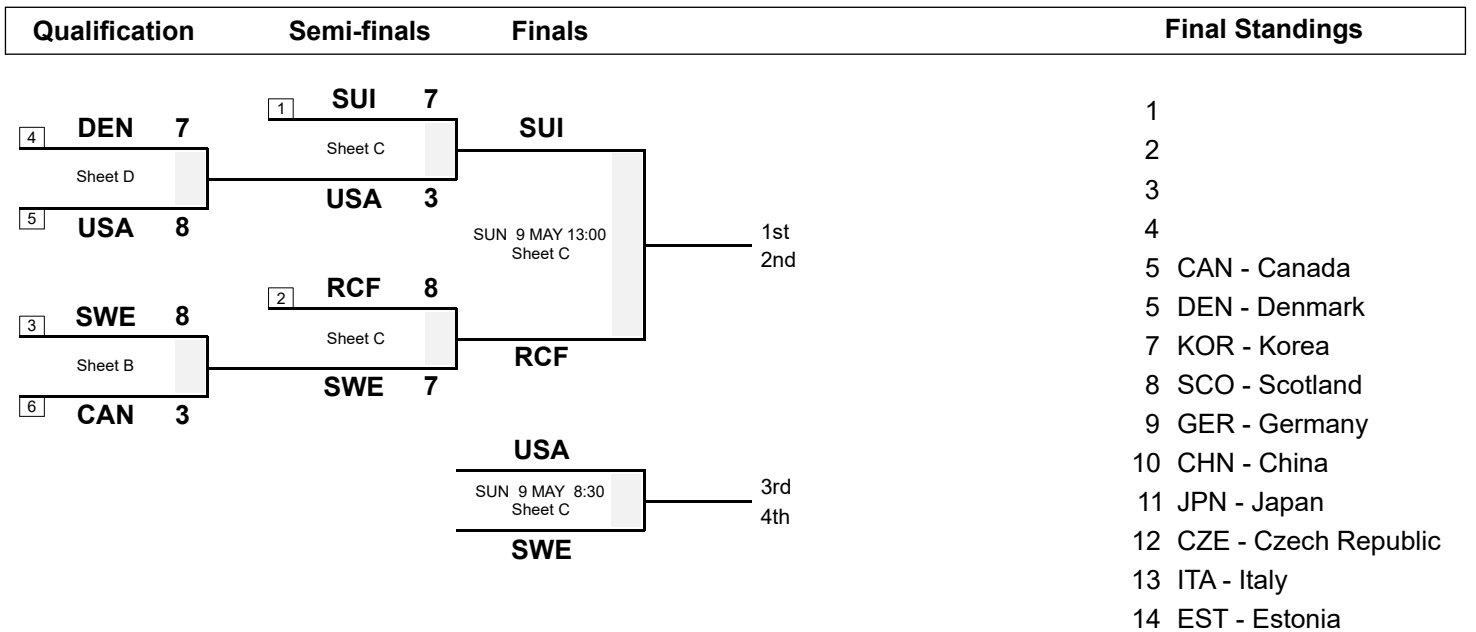 Qualification Semi-finals Finals Final Standings
1 SUI 7
4 DEN 7
Sheet C
SUI
Sheet D
USA 3
5 USA 8
SUN 9 MAY 13:00
Sheet C
1st
2nd
2 RCF 8
3 SWE 8
Sheet C
RCF
Sheet B
SWE 7
6 CAN 3
USA
SUN 9 MAY 8:30
Sheet C
3rd
4th
SWE
1
2
3
4
5 CAN - Canada
5 DEN - Denmark
7 KOR - Korea
8 SCO - Scotland
9 GER - Germany
10 CHN - China
11 JPN - Japan
12 CZE - Czech Republic
13 ITA - Italy
14 EST - Estonia